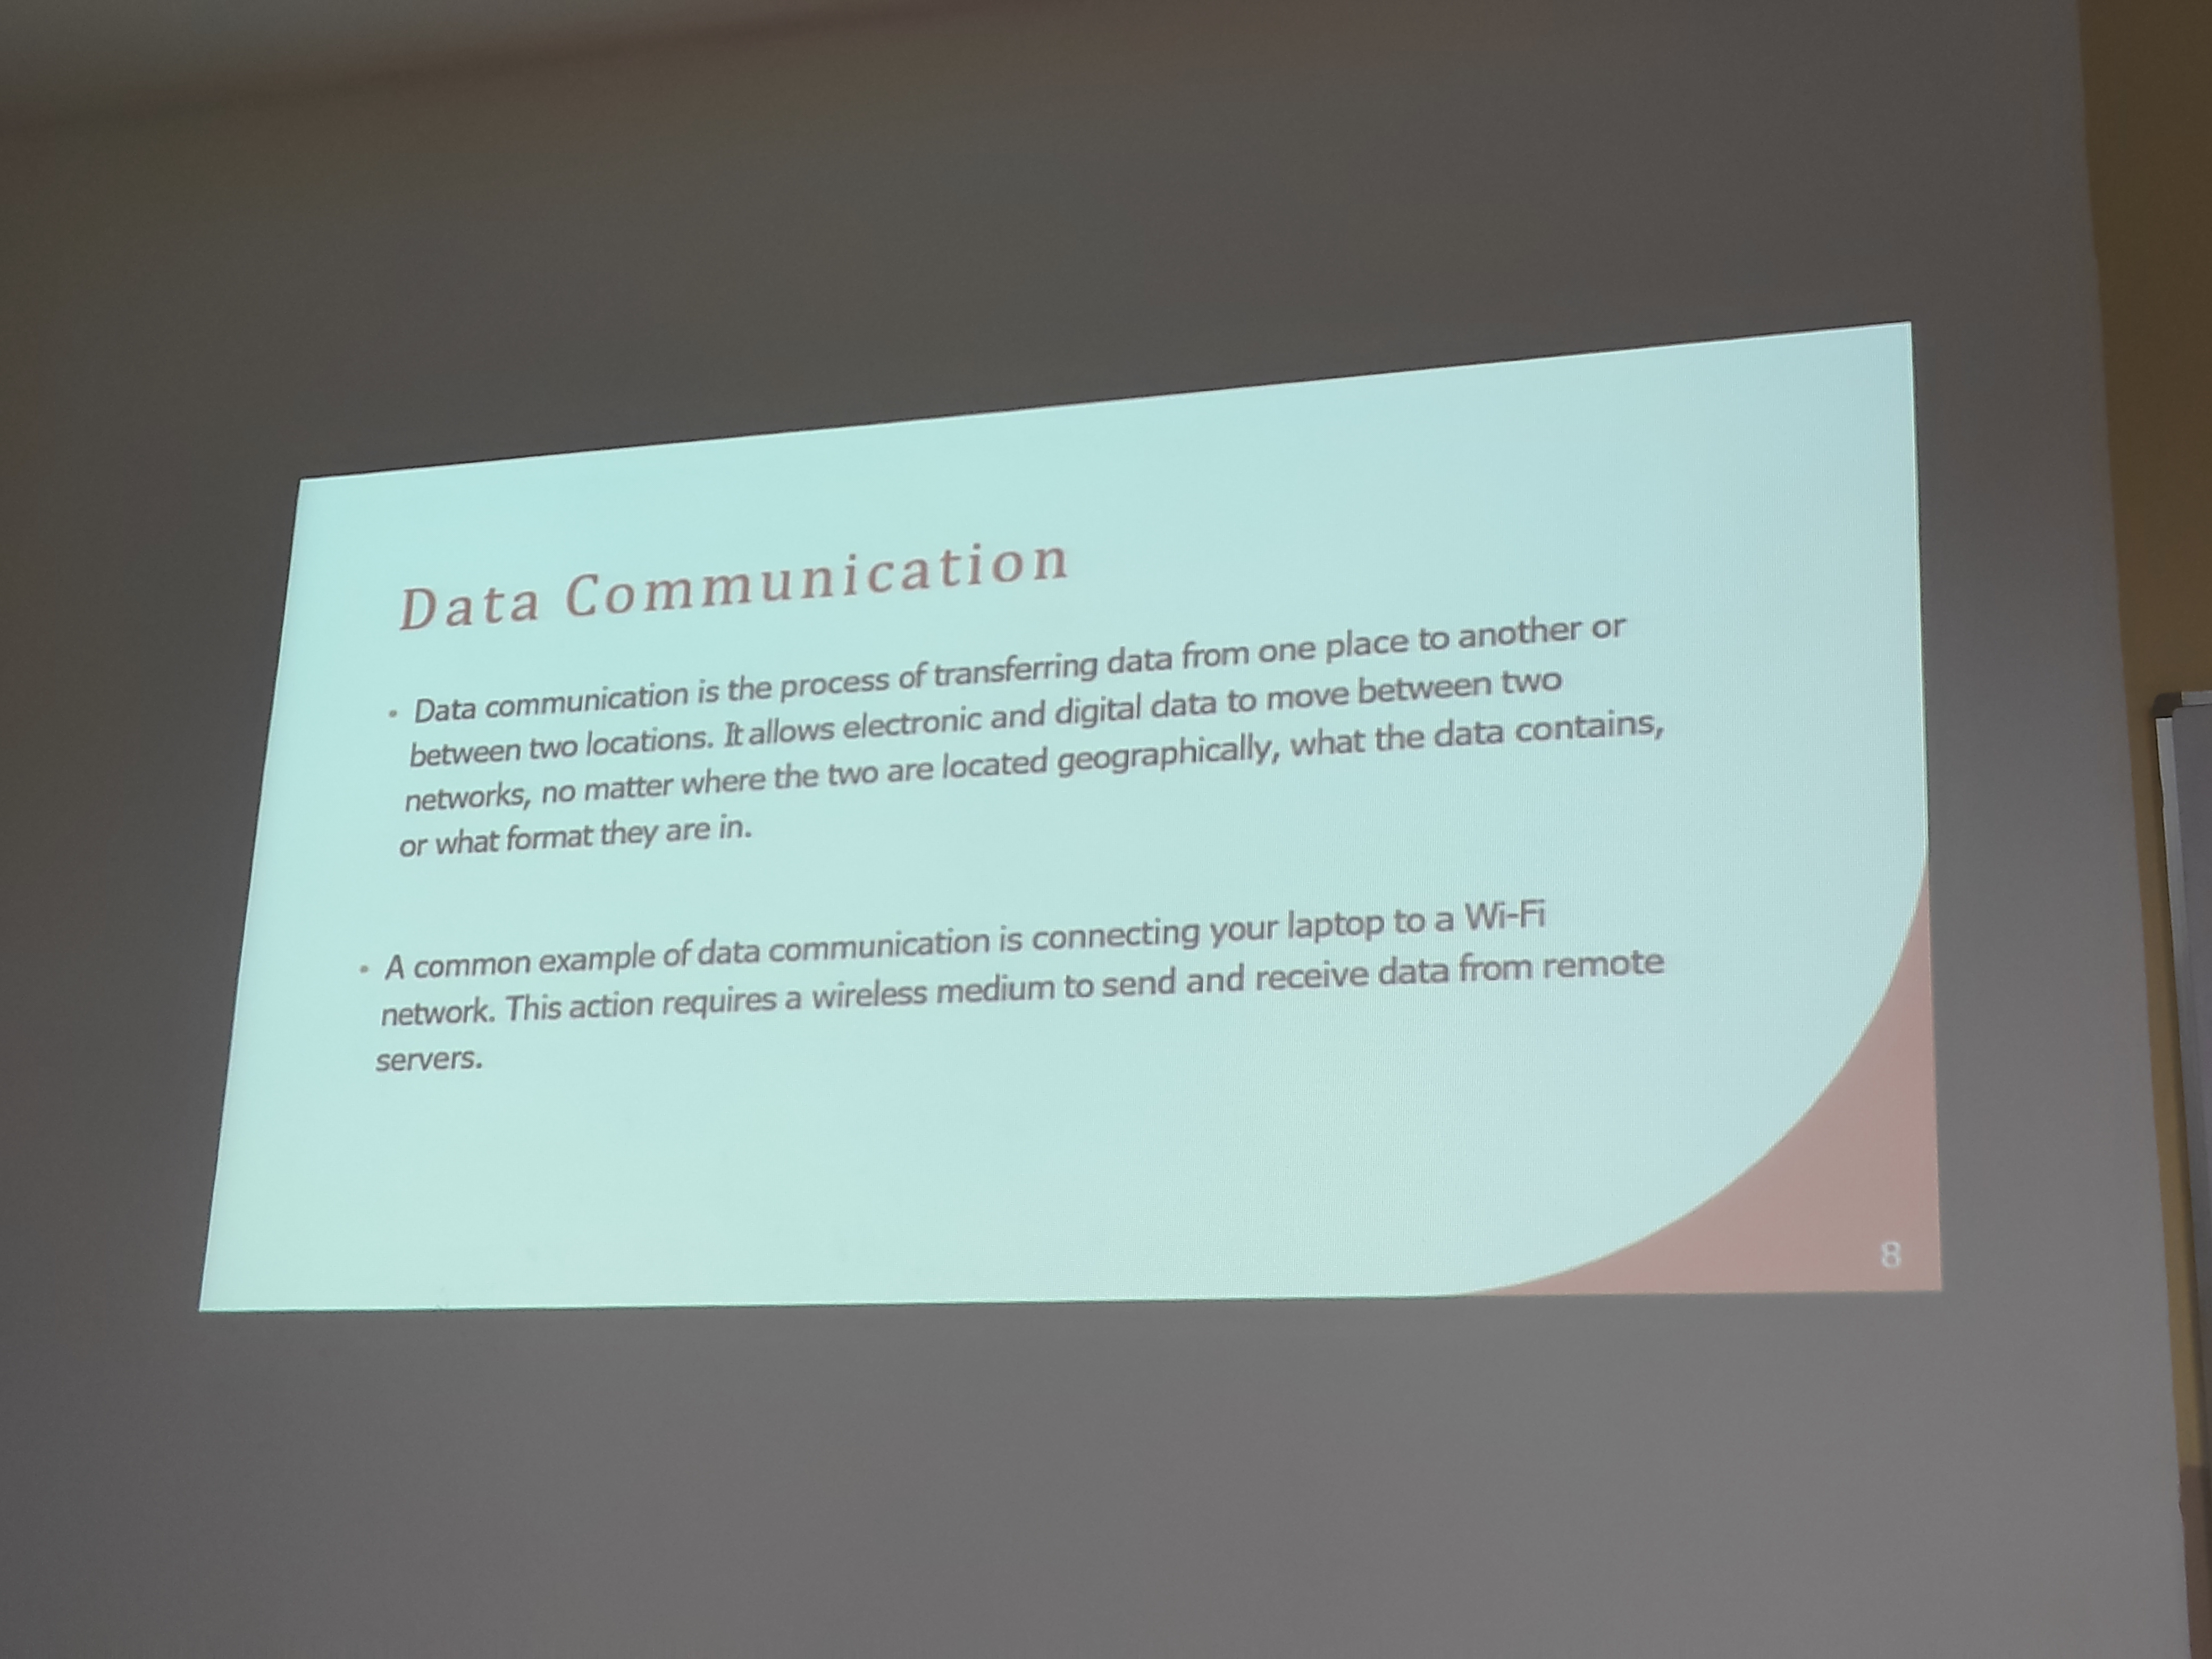 Data Communication
• Data communication is the process of transferring data from one place to another or
between two locations. It allows electronic and digital data to move between two
networks, no matter where the two are located geographically, what the data contains,
or what format they are in.
• A common example of data communication is connecting your laptop to a Wi-Fi
network. This action requires a wireless medium to send and receive data from remote
servers.
8